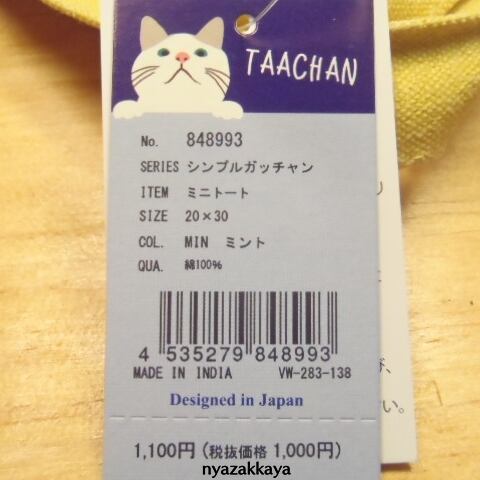 TAACHAN
No. 848993
SERIES シンプルガッチャン
ITEM ミニトート
SIZE 20×30
COL. MIN ミント
QUA. 綿100%
4 535279 848993
MADE IN INDIA VW-283-138
Designed in Japan
1,100円(税抜価格 1,000円)
い。
nyazakkaya